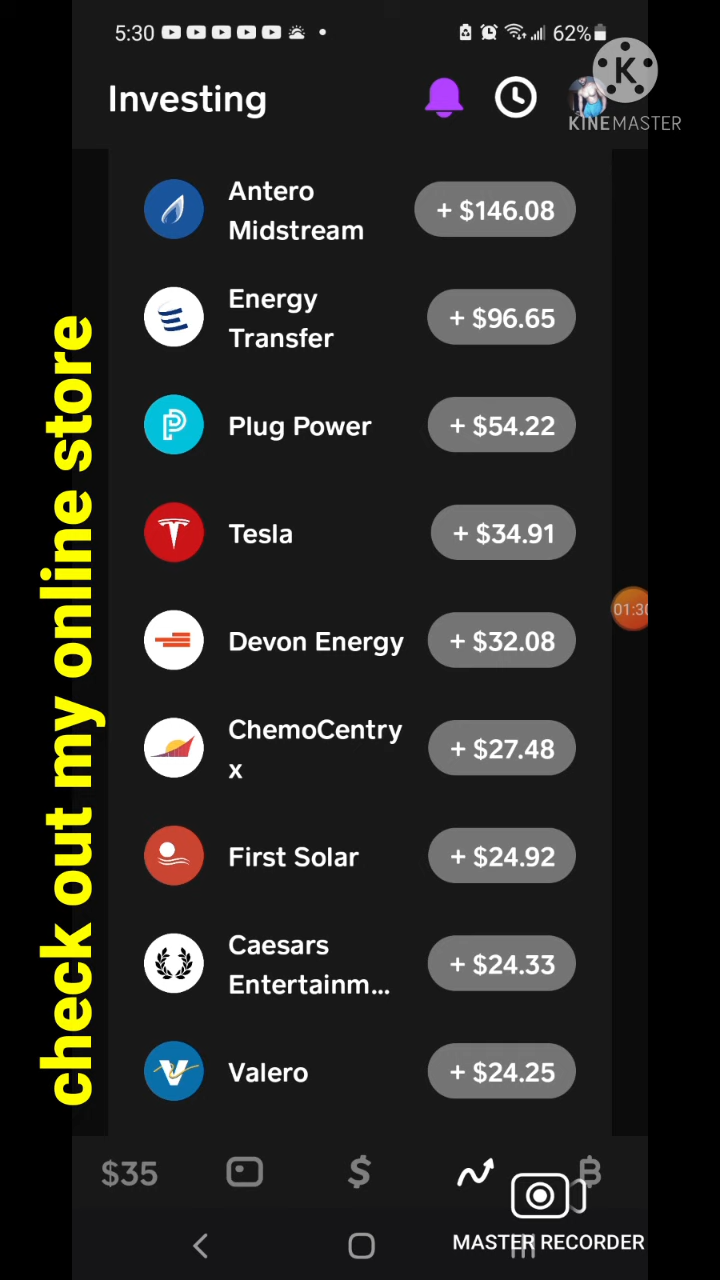 5:30
62%
Investing
K
KINEMASTER
Antero
Midstream
+ $146.08
Energy
Transfer
+ $96.65
Plug Power
+ $54.22
Tesla
+ $34.91
Devon Energy
+ $32.08
ChemoCentry
x
+ $27.48
First Solar
+ $24.92
Caesars
Entertainm...
+ $24.33
Valero
+ $24.25
01:30
check out my online store
$35
$
MASTER RECORDER